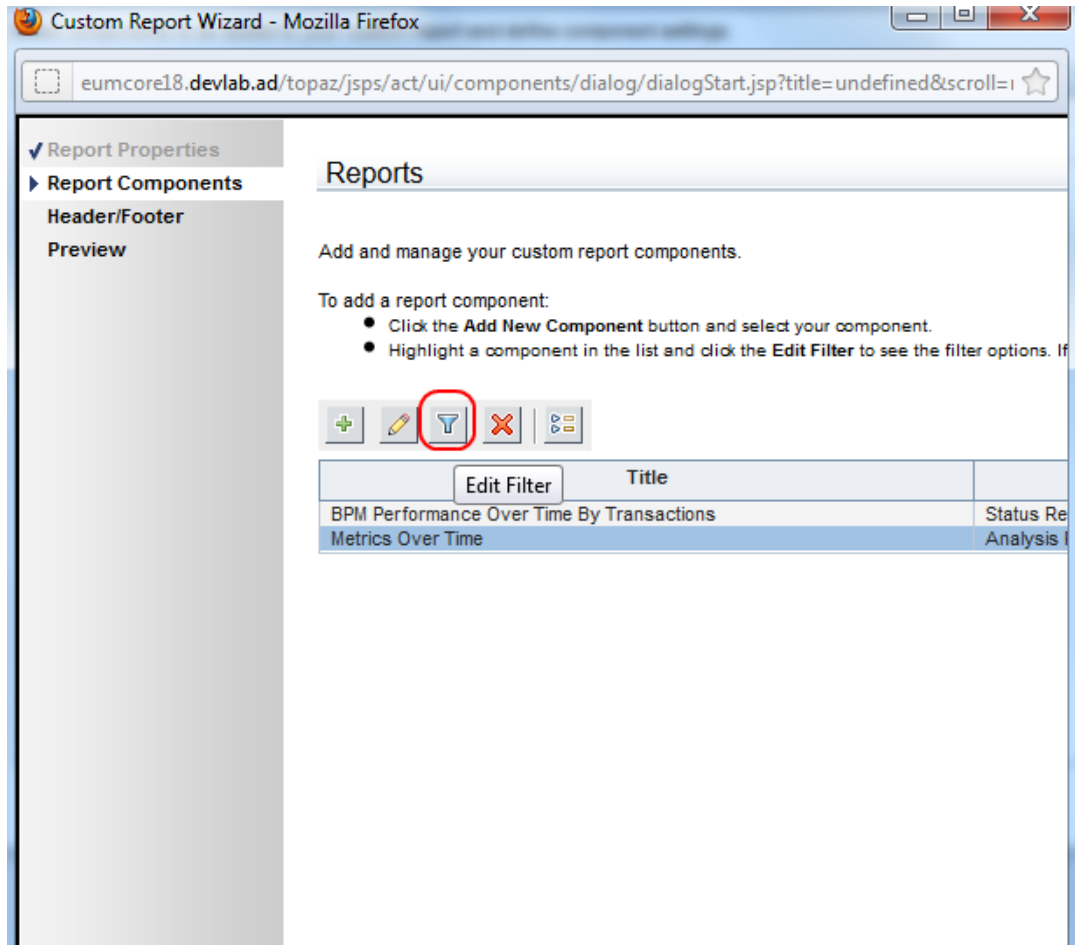 Custom Report Wizard - Mozilla Firefox
eumcore18.devlab.ad/topaz/jsps/act/ui/components/dialog/dialogStart.jsp?title=undefined&scroll=
Report Properties
Report Components
Header/Footer
Preview
Reports
Add and manage your custom report components.
To add a report component:
Click the Add New Component button and select your component.
Highlight a component in the list and click the Edit Filter to see the filter options. If
Title
Edit Filter
BPM Performance Over Time By Transactions Status Re
Metrics Over Time Analysis